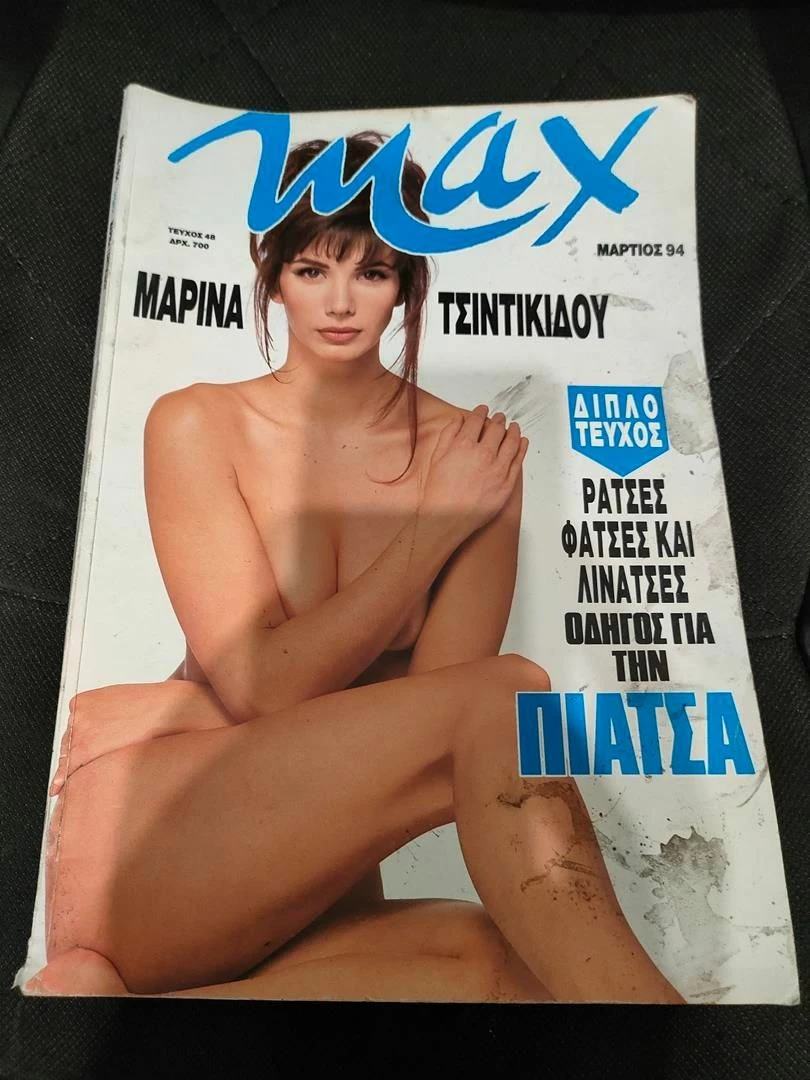 max
ΤΕΥΧΟΣ 48
ΔΡΧ. 700
ΜΑΡΤΙΟΣ 94
ΜΑΡΙΝΑ ΤΣΙΝΤΙΚΙΔΟΥ
ΔΙΠΛΟ
ΤΕΥΧΟΣ
ΡΑΤΣΕΣ
ΦΑΤΣΕΣ ΚΑΙ
ΛΙΝΑΤΣΕΣ
ΟΔΗΓΟΣ ΓΙΑ
ΤΗΝ
ΠΙΑΤΣΑ